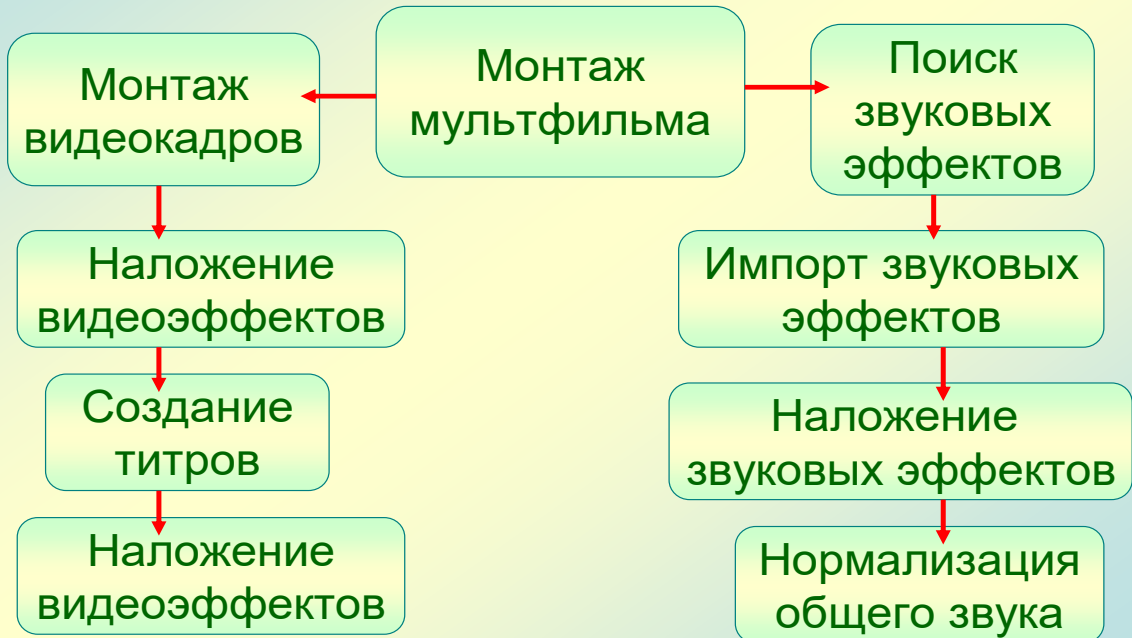 Монтаж
мультфильма
Монтаж
видеокадров
Наложение
видеоэффектов
Создание
титров
Наложение
видеоэффектов
Поиск
звуковых
эффектов
Импорт звуковых
эффектов
Наложение
звуковых эффектов
Нормализация
общего звука